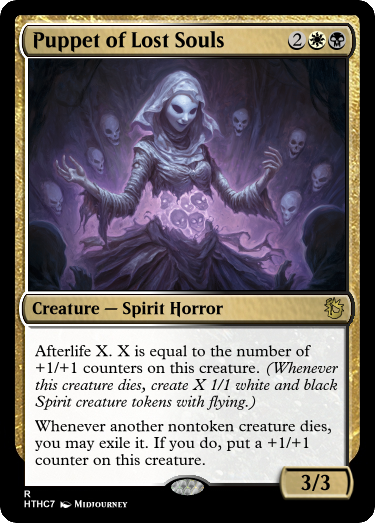 Puppet of Lost Souls 2
Creature — Spirit Horror
Afterlife X. X is equal to the number of
+1/+1 counters on this creature. (Whenever
this creature dies, create X 1/1 white and black
Spirit creature tokens with flying.)
Whenever another nontoken creature dies,
you may exile it. If you do, put a +1/+1
counter on this creature.
3/3
R
HTHC7 Midjourney